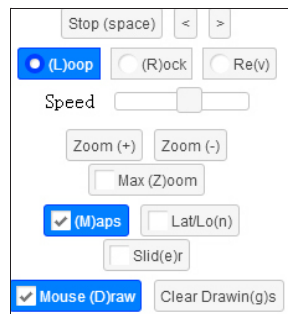 Stop (space) < >
(L)oop (R)ock Re(v)
Speed
Zoom (+) Zoom (-)
Max (Z)oom
(M)aps Lat/Lo(n)
Slid(e)r
Mouse (D)raw Clear Drawin(g)s